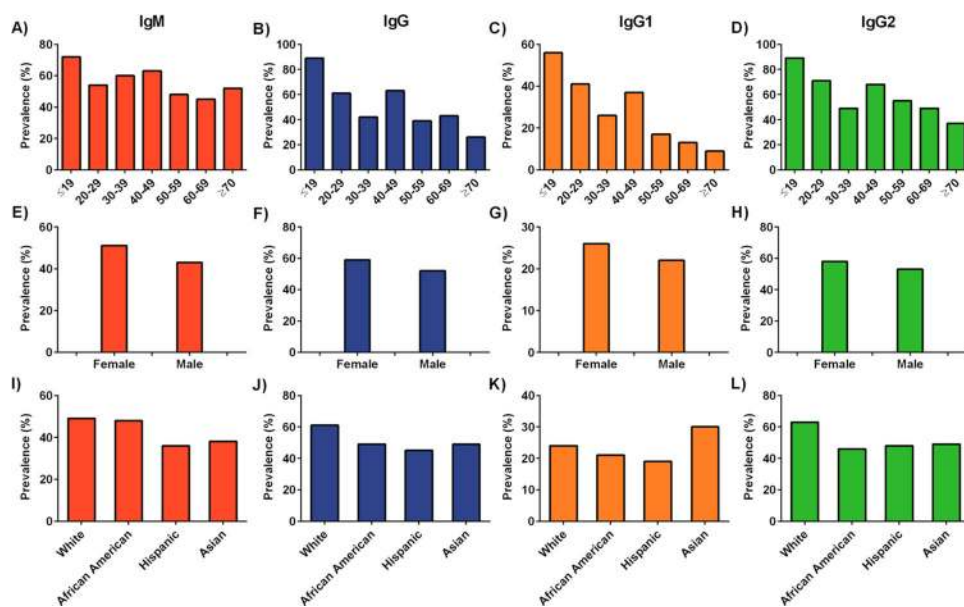 IgM
IgG
IgG1
IgG2
A)
B)
C)
D)
Prevalence (%)
80
60
40
20
0
≤19
20-29
30-39
40-49
50-59
60-69
≥70
Prevalence (%)
100
80
60
40
20
0
≤19
20-29
30-39
40-49
50-59
60-69
≥70
Prevalence (%)
60
40
20
0
≤19
20-29
30-39
40-49
50-59
60-69
≥70
Prevalence (%)
100
80
60
40
20
0
≤19
20-29
30-39
40-49
50-59
60-69
≥70
E)
F)
G)
H)
Prevalence (%)
60
40
20
0
Female
Male
Prevalence (%)
80
60
40
20
0
Female
Male
Prevalence (%)
30
20
10
0
Female
Male
Prevalence (%)
80
60
40
20
0
Female
Male
I)
J)
K)
L)
Prevalence (%)
60
40
20
0
White
African American
Hispanic
Asian
Prevalence (%)
80
60
40
20
0
White
African American
Hispanic
Asian
Prevalence (%)
40
30
20
10
0
White
African American
Hispanic
Asian
Prevalence (%)
80
60
40
20
0
White
African American
Hispanic
Asian